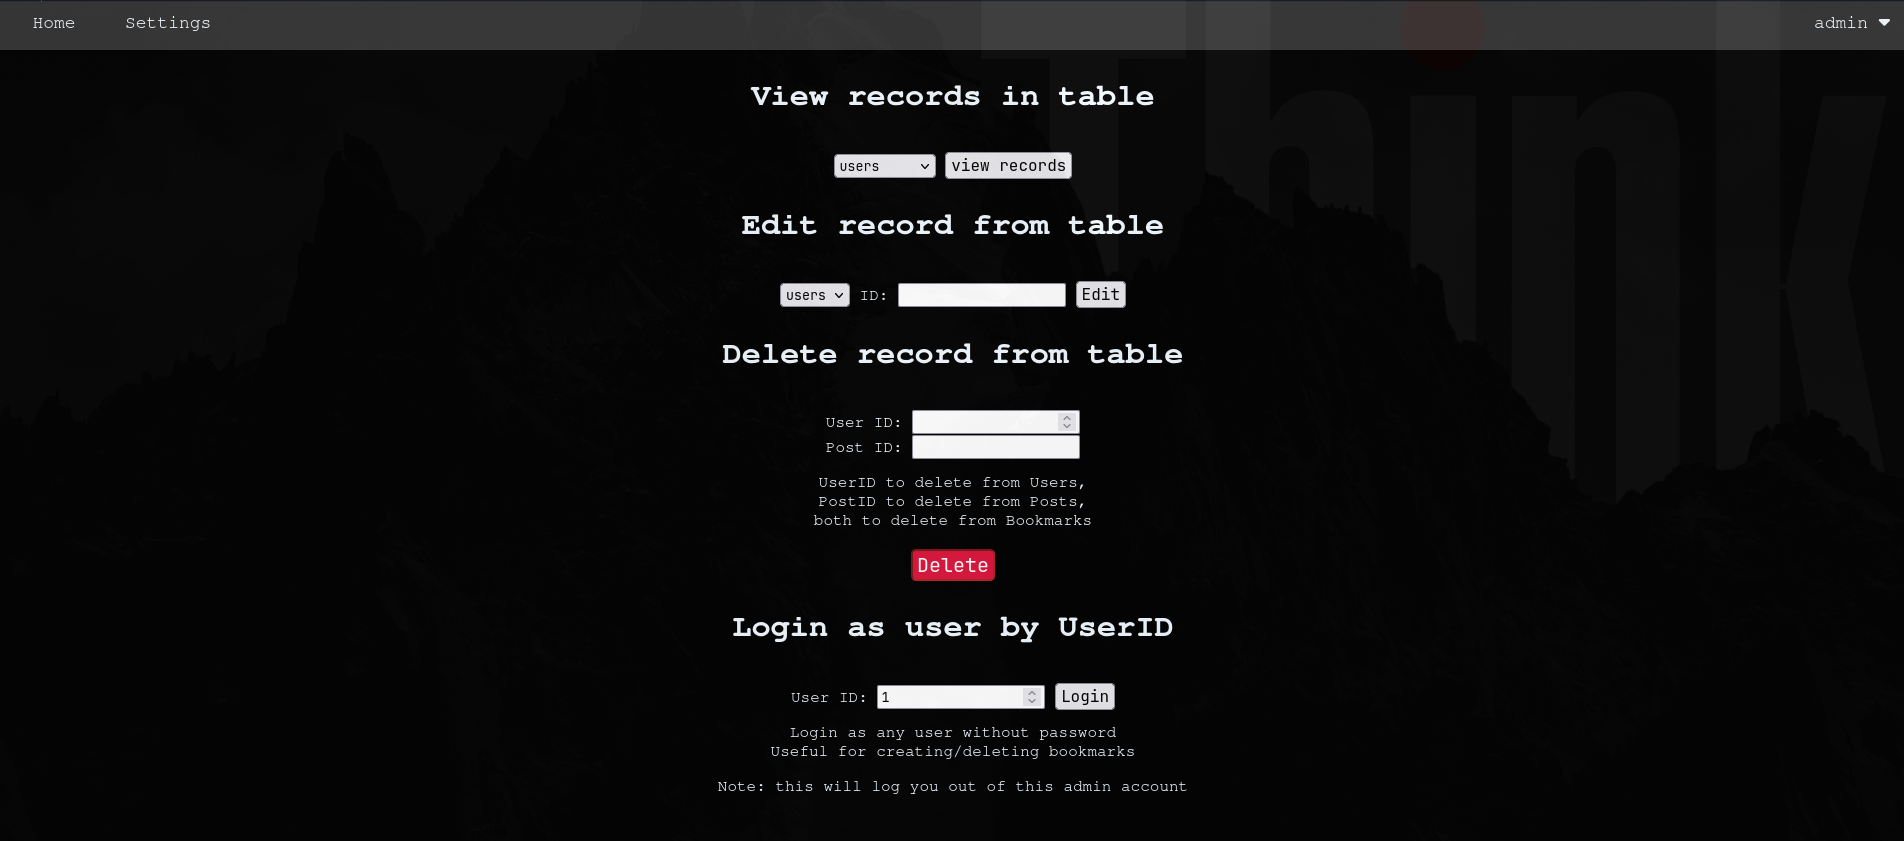 Home Settings admin
Think
View records in table
users view records
Edit record from table
users ID: Edit
Delete record from table
User ID:
Post ID:
UserID to delete from Users,
PostID to delete from Posts,
both to delete from Bookmarks
Delete
Login as user by UserID
User ID: 1 Login
Login as any user without password
Useful for creating/deleting bookmarks
Note: this will log you out of this admin account